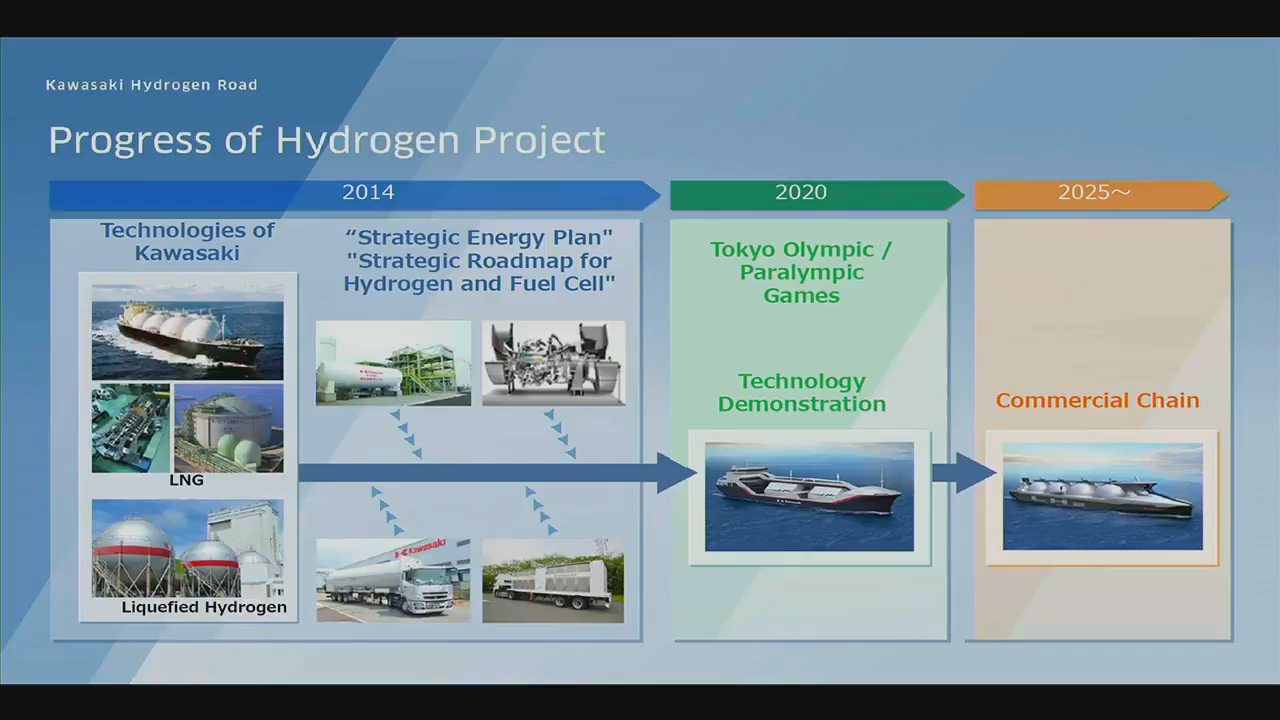 Kawasaki Hydrogen Road
Progress of Hydrogen Project
2014
2020
2025～
Technologies of
Kawasaki
“Strategic Energy Plan"
"Strategic Roadmap for
Hydrogen and Fuel Cell"
LNG
Liquefied Hydrogen
Kawasaki
Tokyo Olympic /
Paralympic
Games
Technology
Demonstration
Commercial Chain